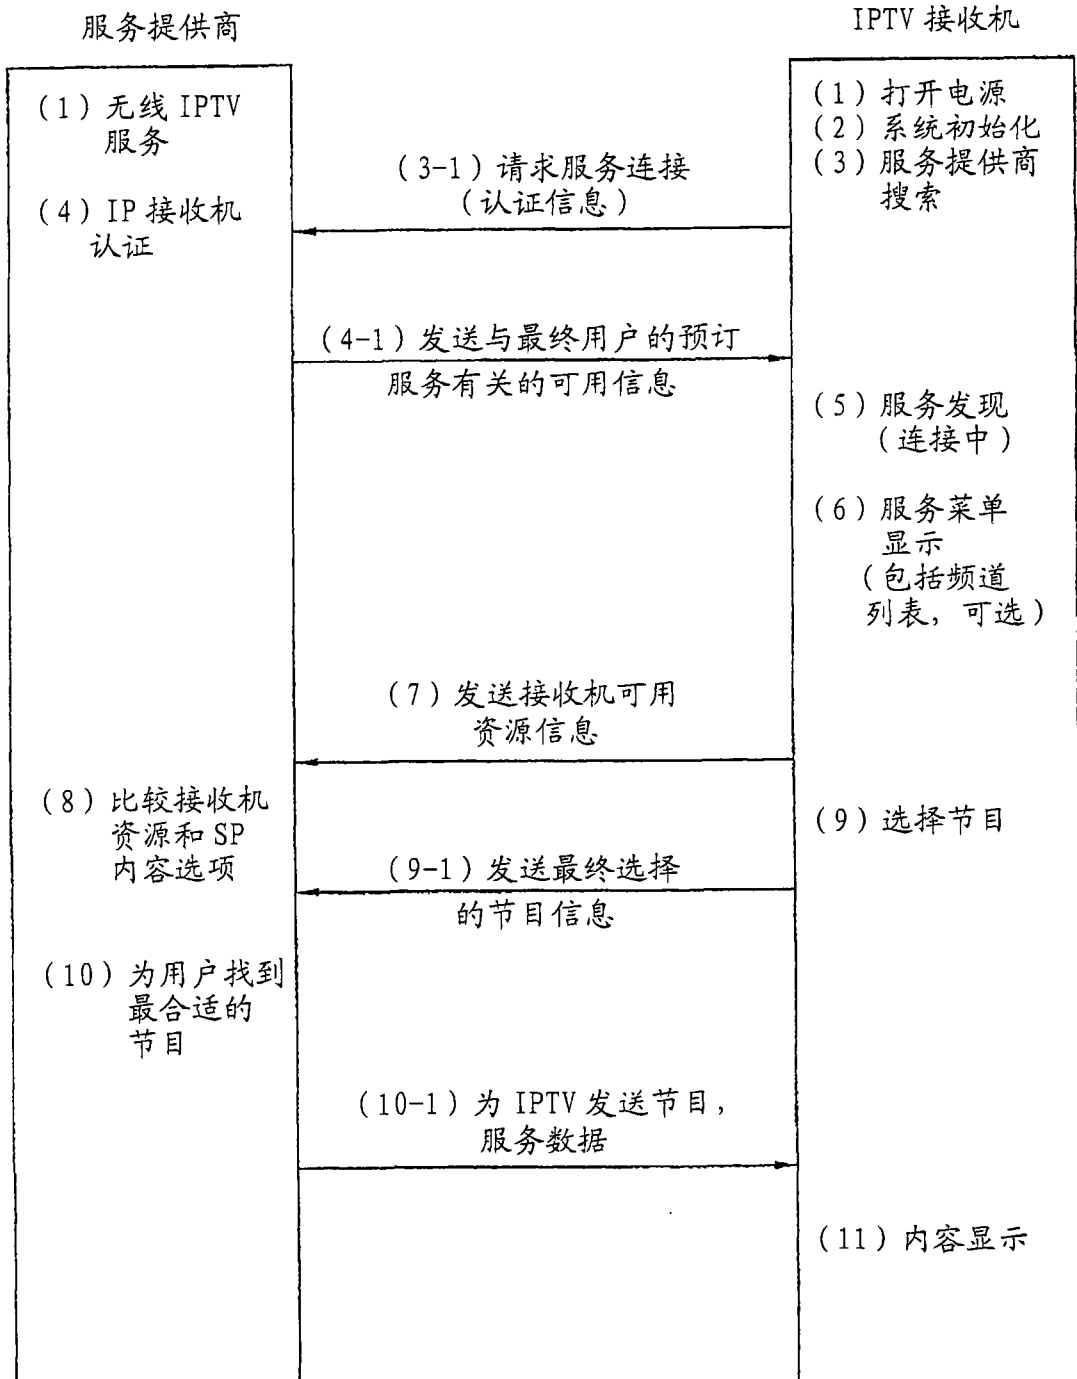 服务提供商
IPTV 接收机
(1) 无线 IPTV
服务
(4) IP 接收机
认证
(1) 打开电源
(2) 系统初始化
(3) 服务提供商
搜索
(3-1) 请求服务连接
(认证信息)
(4-1) 发送与最终用户的预订
服务有关的可用信息
(5) 服务发现
(连接中)
(6) 服务菜单
显示
(包括频道
列表, 可选)
(7) 发送接收机可用
资源信息
(8) 比较接收机
资源和 SP
内容选项
(9) 选择节目
(9-1) 发送最终选择
的节目信息
(10) 为用户找到
最合适的
节目
(10-1) 为 IPTV 发送节目,
服务数据
(11) 内容显示